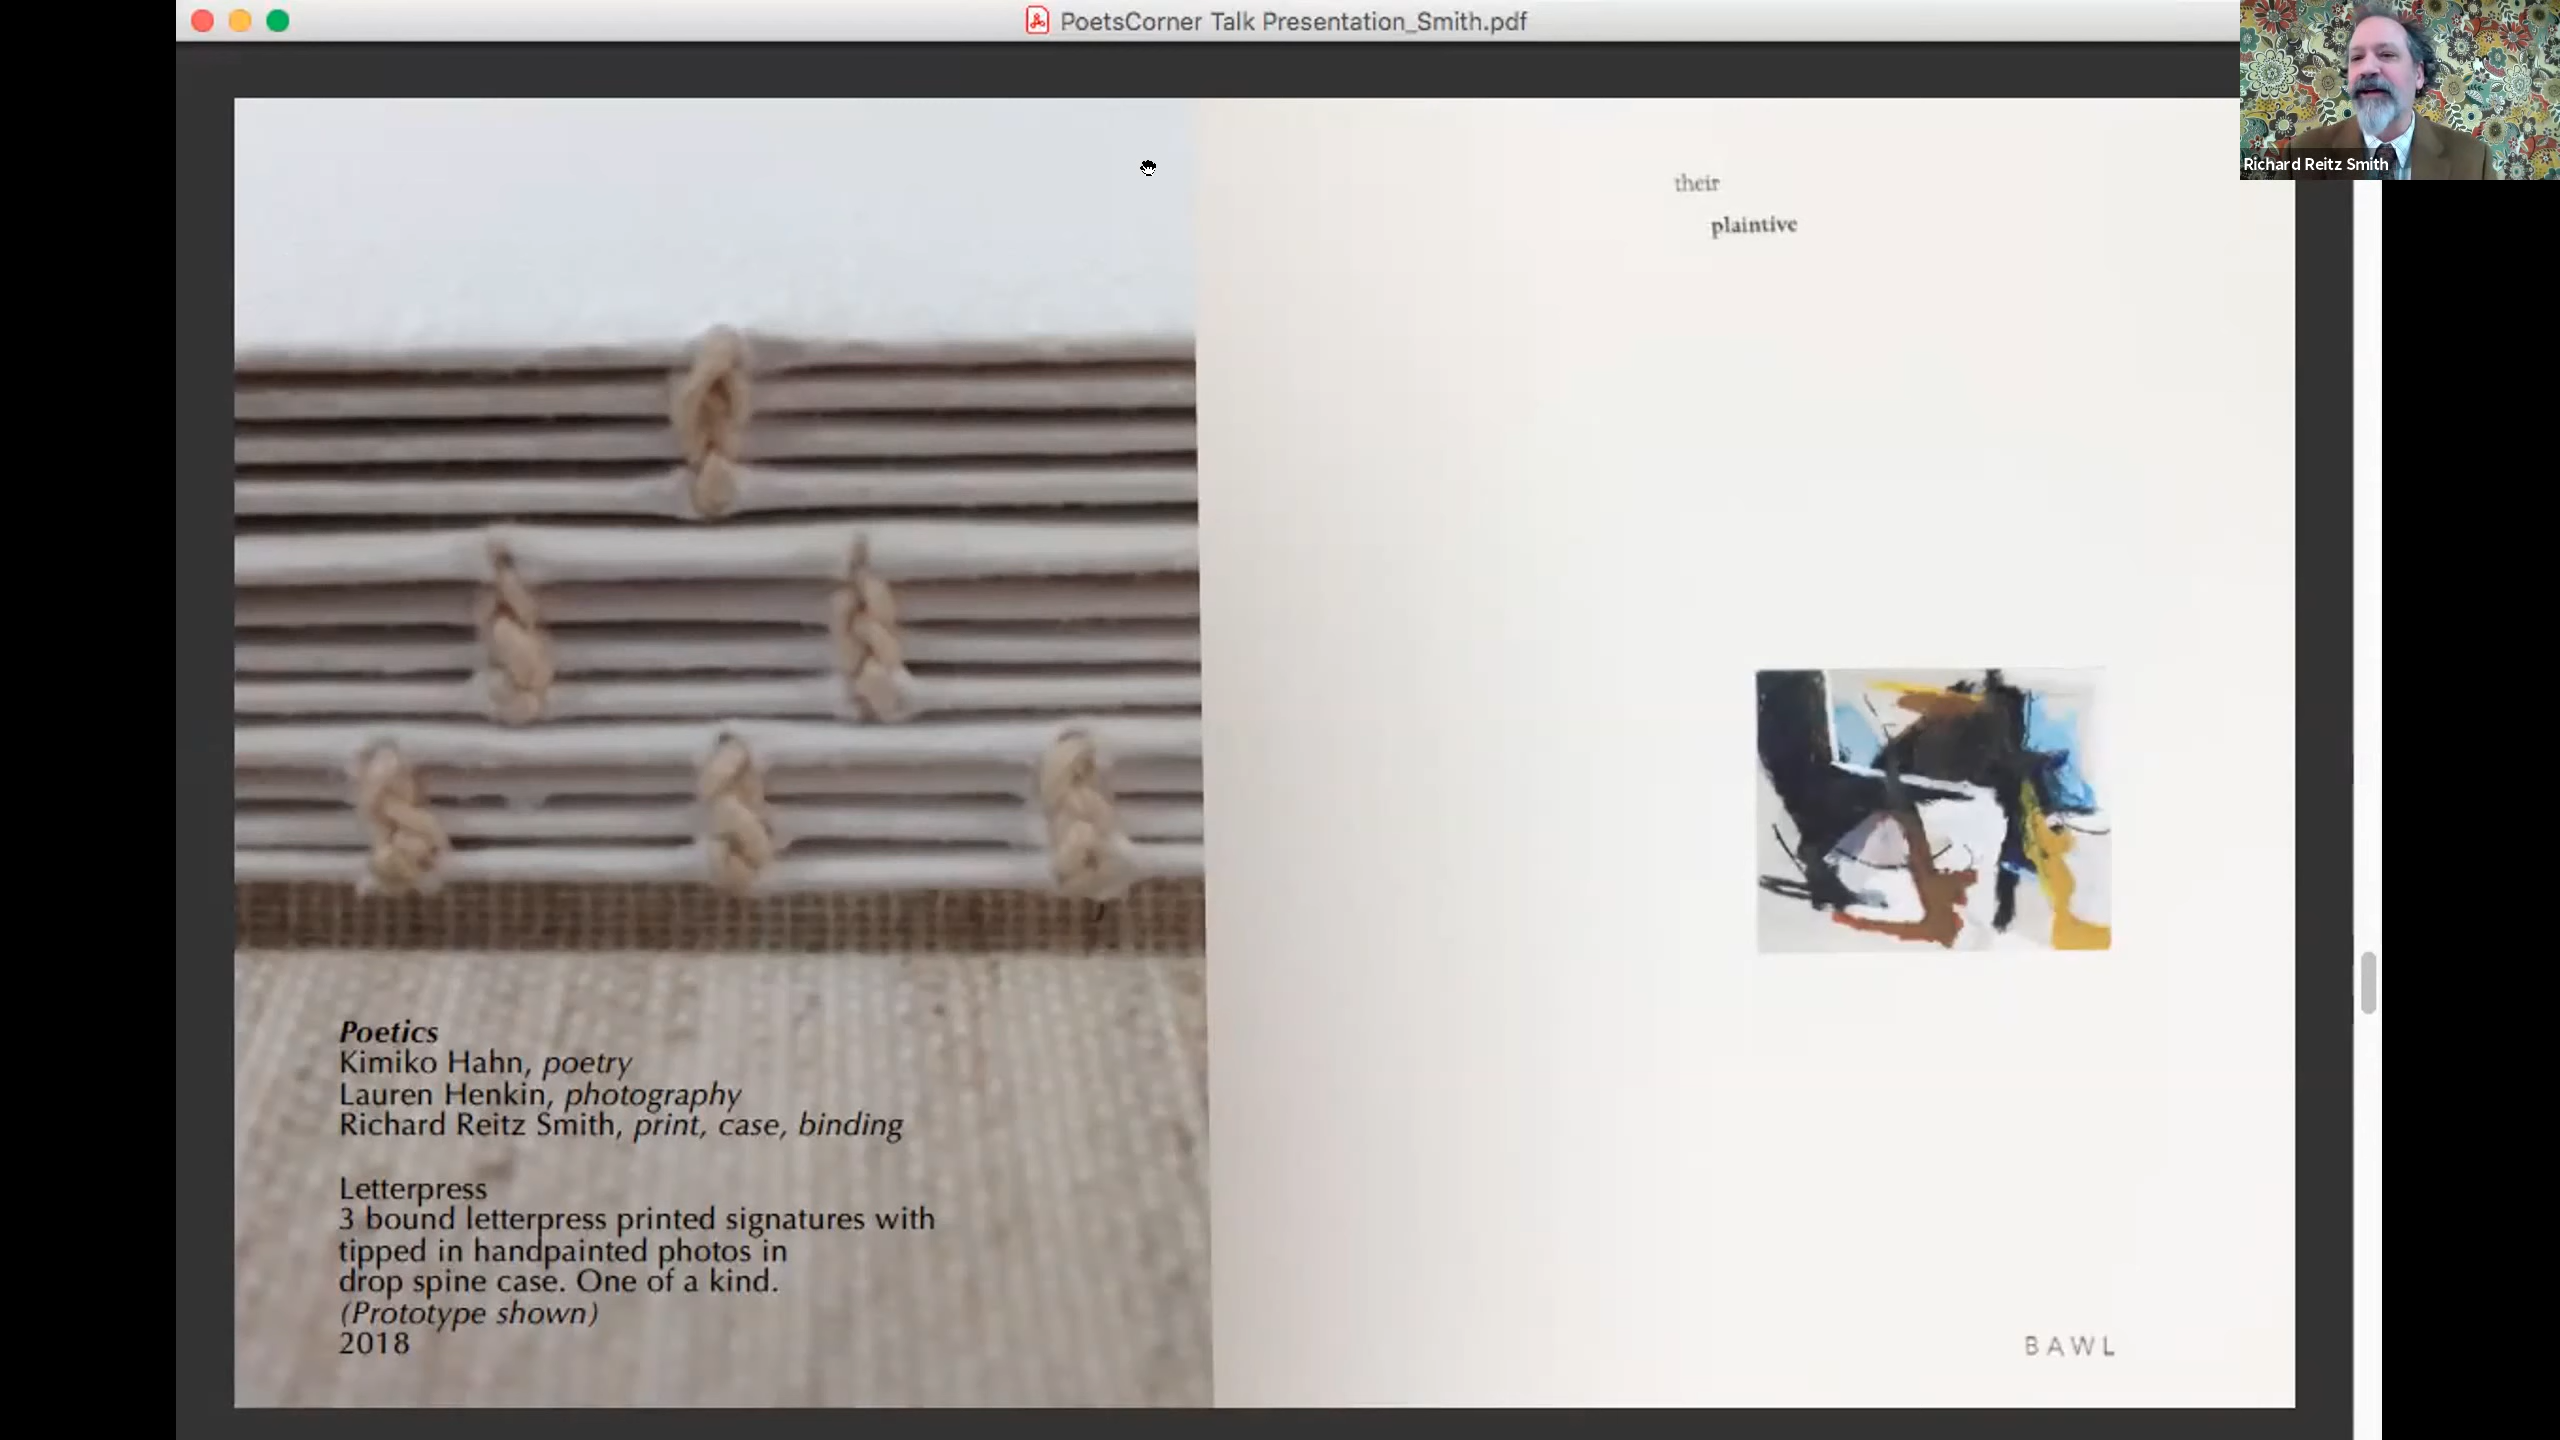 PoetsCorner Talk Presentation_Smith.pdf
Richard Reitz Smith
their
plaintive
BAWL
Poetics
Kimiko Hahn, poetry
Lauren Henkin, photography
Richard Reitz Smith, print, case, binding
Letterpress
3 bound letterpress printed signatures with
tipped in handpainted photos in
drop spine case. One of a kind.
(Prototype shown)
2018